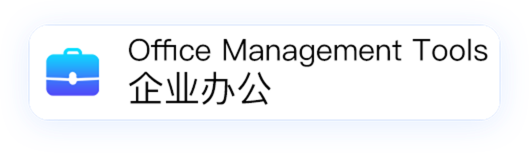 Office Management Tools
企业办公